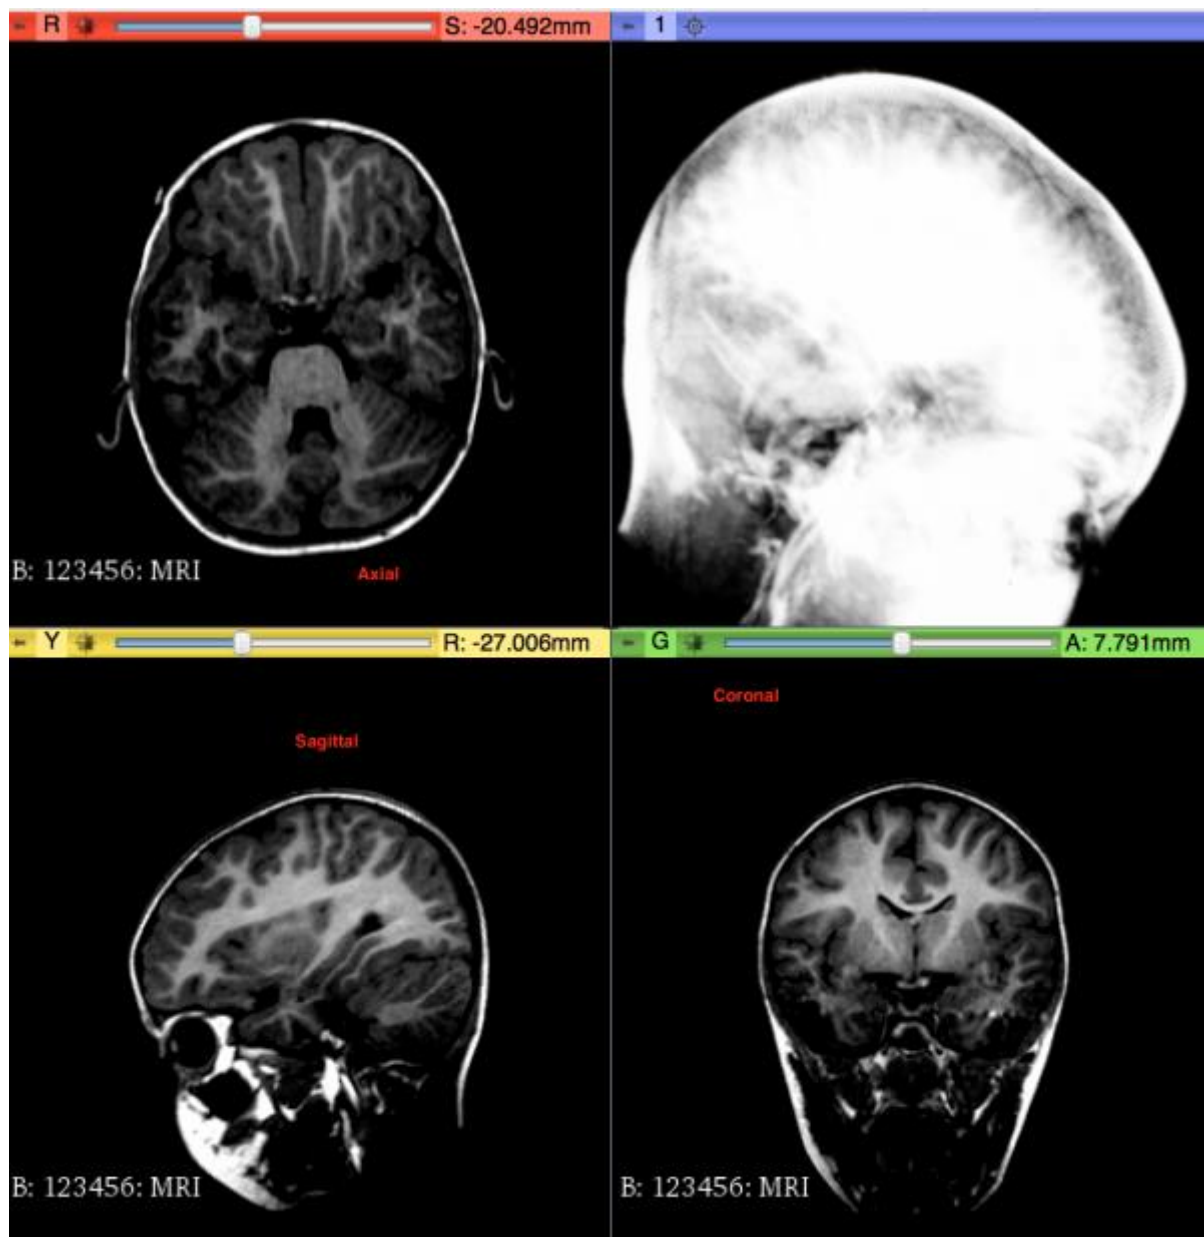 R S: -20.492mm
1
B: 123456: MRI
Axial
Y R: -27.006mm
G A: 7.791mm
Coronal
Sagittal
B: 123456: MRI
B: 123456: MRI